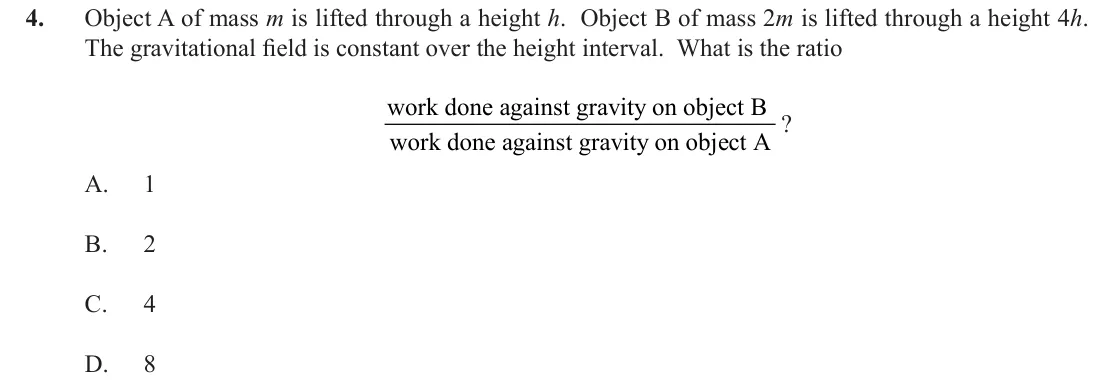 4. Object A of mass m is lifted through a height h. Object B of mass 2m is lifted through a height 4h.
The gravitational field is constant over the height interval. What is the ratio
work done against gravity on object B
work done against gravity on object A
?
A. 1
B. 2
C. 4
D. 8